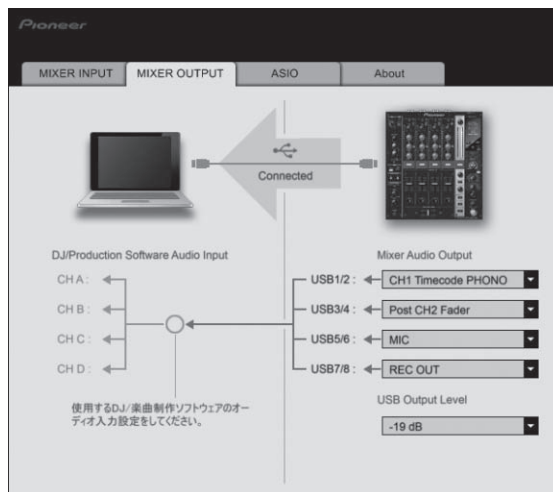 Pioneer
MIXER INPUT
MIXER OUTPUT
ASIO
About
Connected
DJ/Production Software Audio Input
CH A :
CH B :
CH C :
CH D :
使用するDJ/楽曲制作ソフトウェアのオー
ディオ入力設定をしてください。
Mixer Audio Output
USB1/2 :
CH1 Timecode PHONO
USB3/4 :
Post CH2 Fader
USB5/6 :
MIC
USB7/8 :
REC OUT
USB Output Level
-19 dB